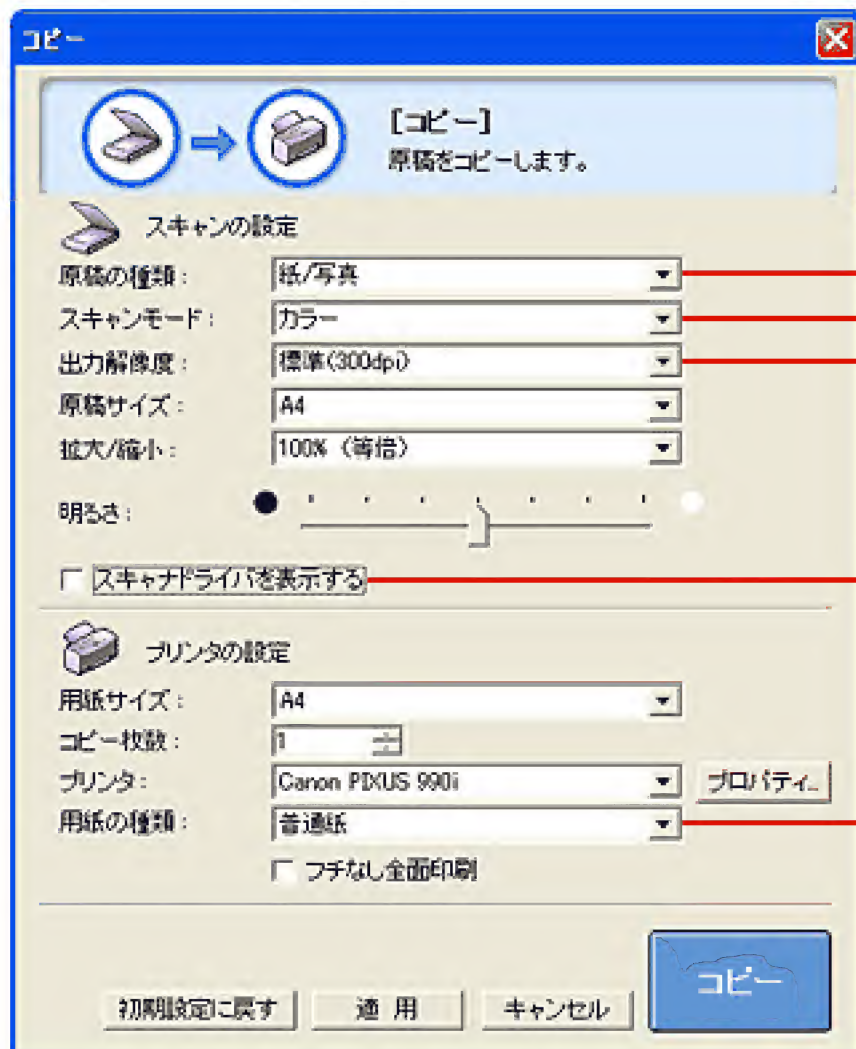 コピー
[コピー]
原稿をコピーします。
スキャンの設定
原稿の種類： 紙/写真
スキャンモード： カラー
出力解像度： 標準(300dpi)
原稿サイズ： A4
拡大/縮小： 100% (等倍)
明るさ：
スキャナドライバを表示する
プリンタの設定
用紙サイズ： A4
コピー枚数： 1
プリンタ： Canon PIXUS 990i プロパティ...
用紙の種類： 普通紙
フチなし全面印刷
初期設定に戻す 適用 キャンセル コピー